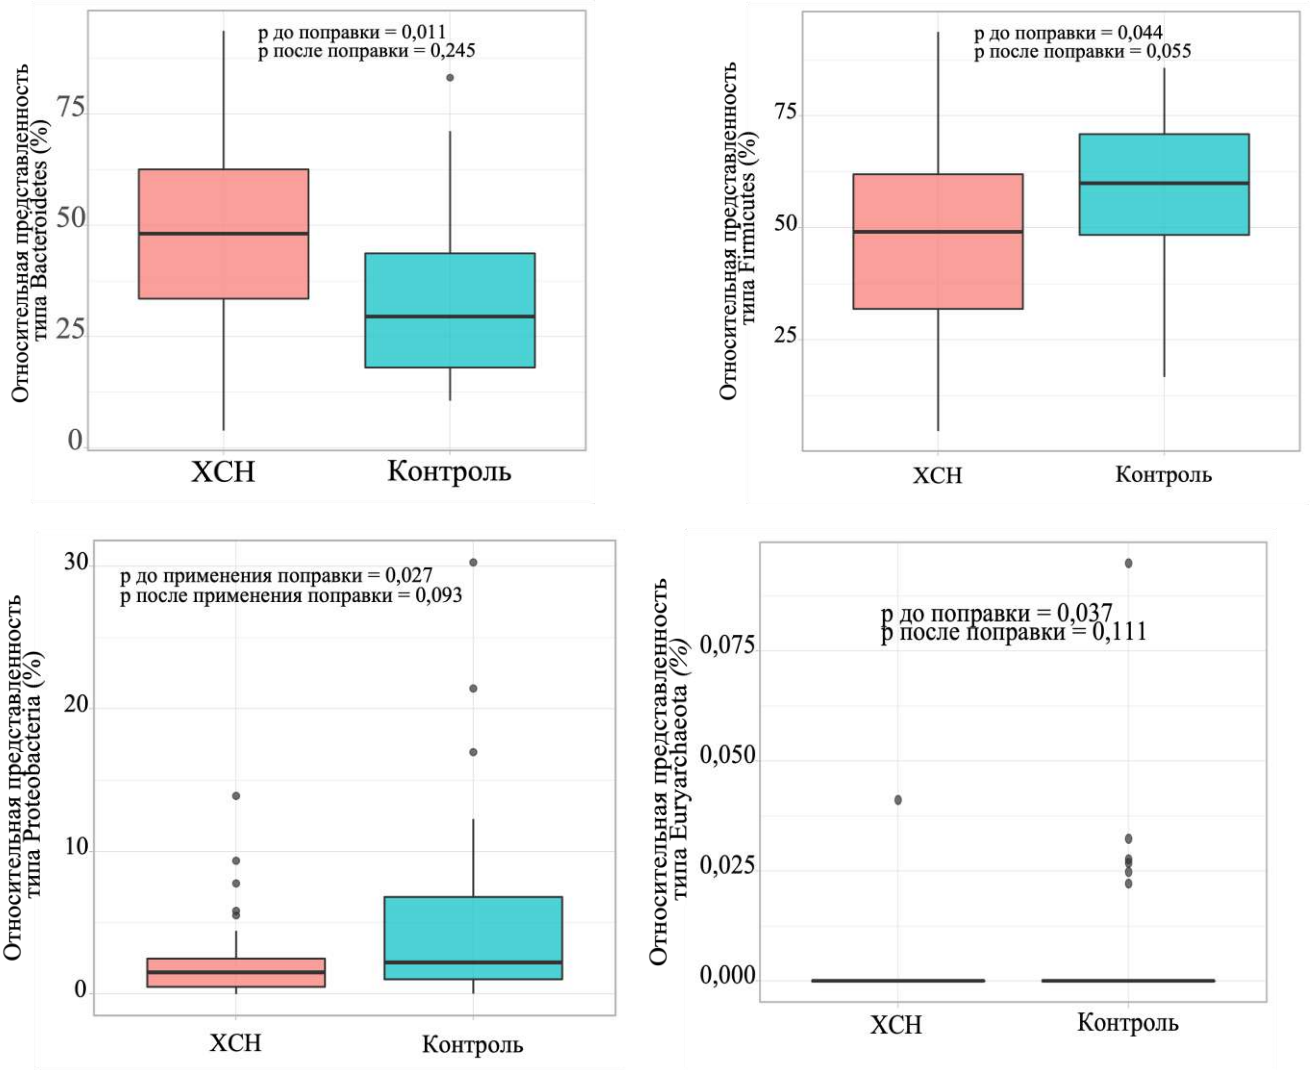 р до поправки = 0,011
р после поправки = 0,245
Относительная представленность
типа Bacteroidetes (%)
75
50
25
0
ХСН
Контроль
р до поправки = 0,044
р после поправки = 0,055
Относительная представленность
типа Firmicutes (%)
75
50
25
ХСН
Контроль
р до применения поправки = 0,027
р после применения поправки = 0,093
Относительная представленность
типа Proteobacteria (%)
30
20
10
0
ХСН
Контроль
р до поправки = 0,037
р после поправки = 0,111
Относительная представленность
типа Euryarchaeota (%)
0,075
0,050
0,025
0,000
ХСН
Контроль